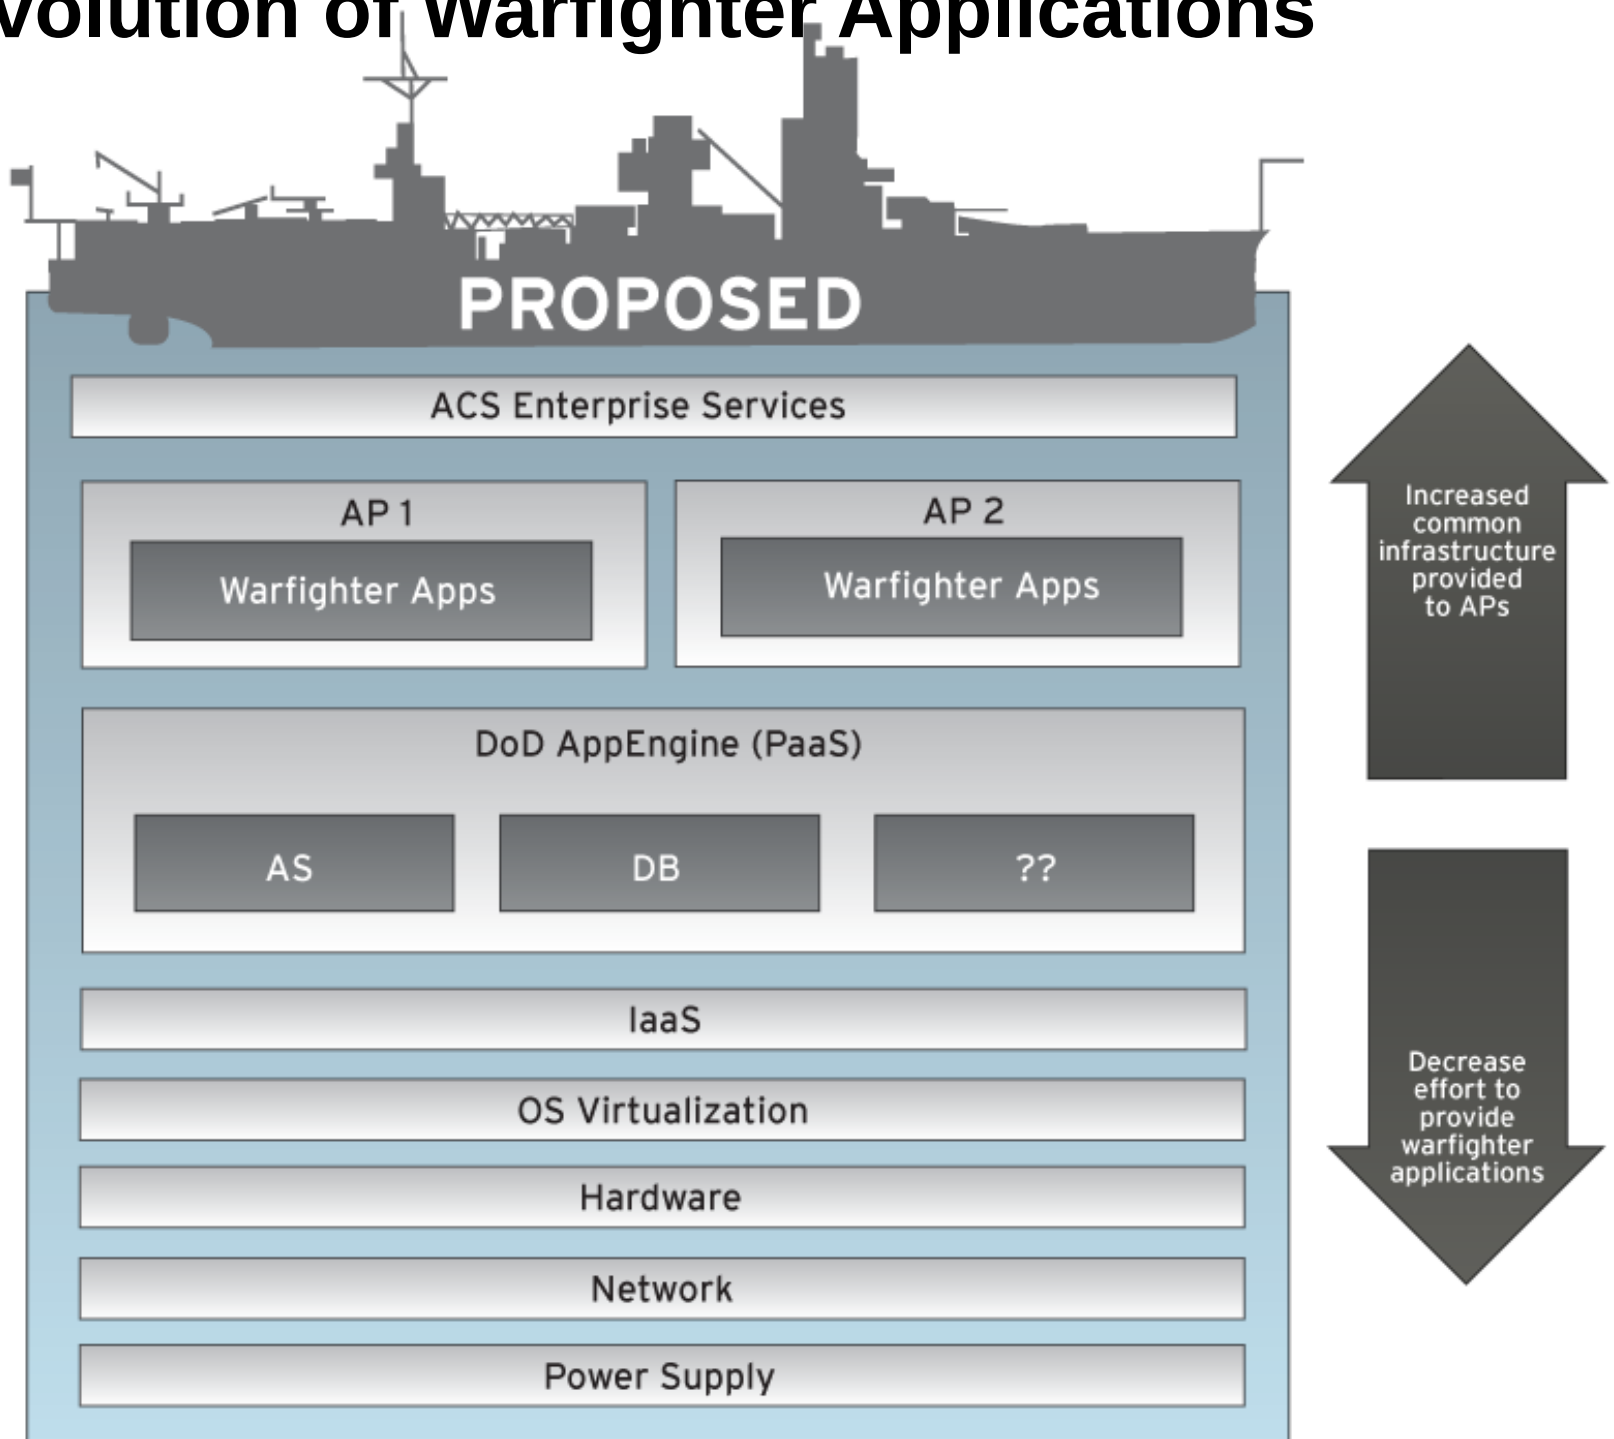 volution of Warfighter Applications
PROPOSED
ACS Enterprise Services
AP 1
Warfighter Apps
AP 2
Warfighter Apps
DoD AppEngine (PaaS)
AS
DB
??
IaaS
OS Virtualization
Hardware
Network
Power Supply
Increased
common
infrastructure
provided
to APs
Decrease
effort to
provide
warfighter
applications